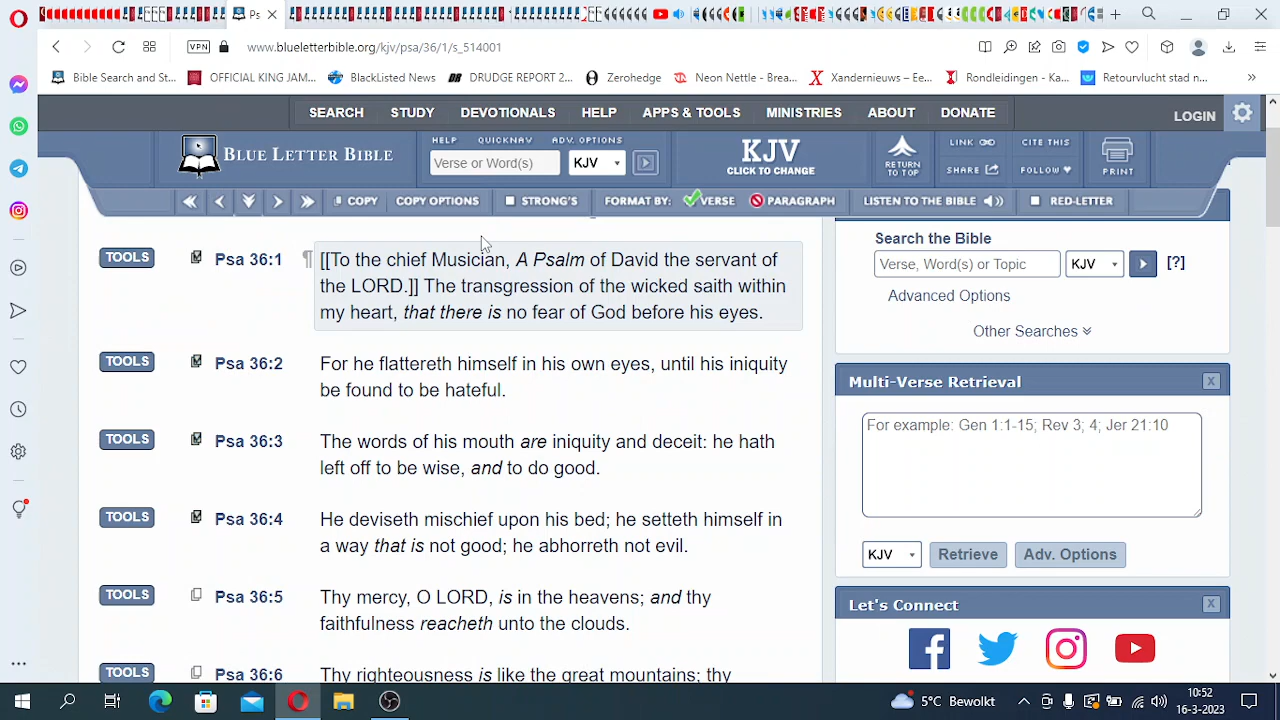 Ps
VPN
www.blueletterbible.org/kjv/psa/36/1/s_514001
Bible Search and St...
OFFICIAL KING JAM...
BlackListed News
DRUDGE REPORT 2...
Zerohedge
Neon Nettle - Brea...
Xandernieuws – Ee...
Rondleidingen - Ka...
Retourvlucht stad n...
»
SEARCH
STUDY
DEVOTIONALS
HELP
APPS & TOOLS
MINISTRIES
ABOUT
DONATE
LOGIN
BLUE LETTER BIBLE
HELP
QUICKNAV
ADV. OPTIONS
Verse or Word(s)
KJV
KJV
CLICK TO CHANGE
RETURN
TO TOP
LINK
CITE THIS
SHARE
FOLLOW
PRINT
COPY
COPY OPTIONS
STRONG'S
FORMAT BY:
VERSE
PARAGRAPH
LISTEN TO THE BIBLE
RED-LETTER
TOOLS
Psa 36:1
¶
[[To the chief Musician, A Psalm of David the servant of
the LORD.]] The transgression of the wicked saith within
my heart, that there is no fear of God before his eyes.
TOOLS
Psa 36:2
For he flattereth himself in his own eyes, until his iniquity
be found to be hateful.
TOOLS
Psa 36:3
The words of his mouth are iniquity and deceit: he hath
left off to be wise, and to do good.
TOOLS
Psa 36:4
He deviseth mischief upon his bed; he setteth himself in
a way that is not good; he abhorreth not evil.
TOOLS
Psa 36:5
Thy mercy, O LORD, is in the heavens; and thy
faithfulness reacheth unto the clouds.
TOOLS
Psa 36:6
Thy righteousness is like the great mountains; thy
Search the Bible
Verse, Word(s) or Topic
KJV
[?]
Advanced Options
Other Searches
Multi-Verse Retrieval
X
For example: Gen 1:1-15; Rev 3; 4; Jer 21:10
KJV
Retrieve
Adv. Options
Let's Connect
X
5°C Bewolkt
10:52
16-3-2023